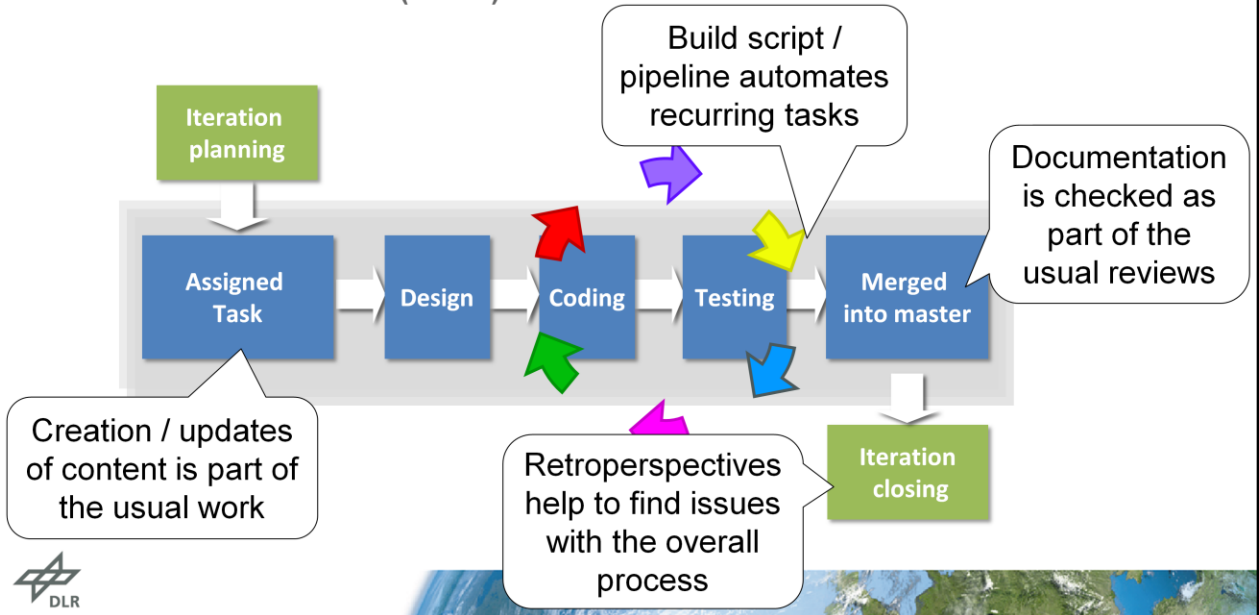 Build script /
pipeline automates
recurring tasks
Iteration
planning
Documentation
is checked as
part of the
usual reviews
Assigned
Task
Design
Coding
Testing
Merged
into master
Creation / updates
of content is part of
the usual work
Retroperspectives
help to find issues
with the overall
process
Iteration
closing
DLR